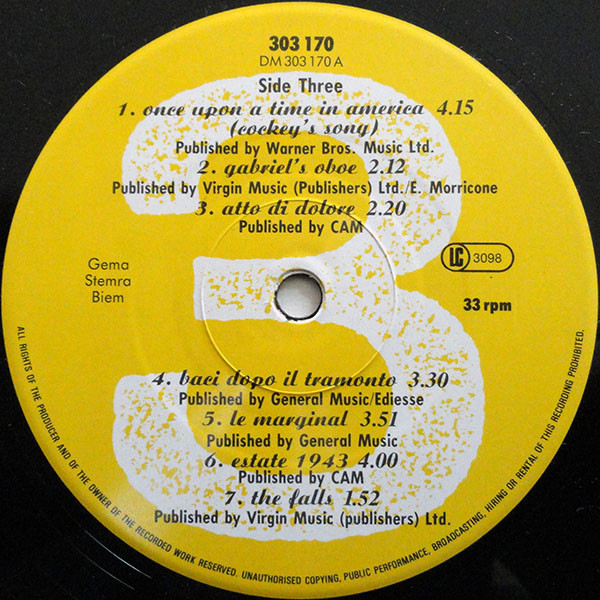 303 170
DM 303 170 A
Side Three
1. once upon a time in america 4.15
(cockey's song)
Published by Warner Bros. Music Ltd.
2. gabriel's oboe 2.12
Published by Virgin Music (Publishers) Ltd./E. Morricone
3. atto di dolore 2.20
Published by CAM
Gema
Stemra
Biem
LC 3098
33 rpm
4. baci dopo il tramonto 3.30
Published by General Music/Ediesse
5. le marginal 3.51
Published by General Music
6. estate 1943 4.00
Published by CAM
7. the falls 1.52
Published by Virgin Music (publishers) Ltd.
3
ALL RIGHTS OF THE PRODUCER AND OF THE OWNER OF THE RECORDED WORK RESERVED. UNAUTHORISED COPYING, PUBLIC PERFORMANCE, BROADCASTING, HIRING OR RENTAL OF THIS RECORDING PROHIBITED.